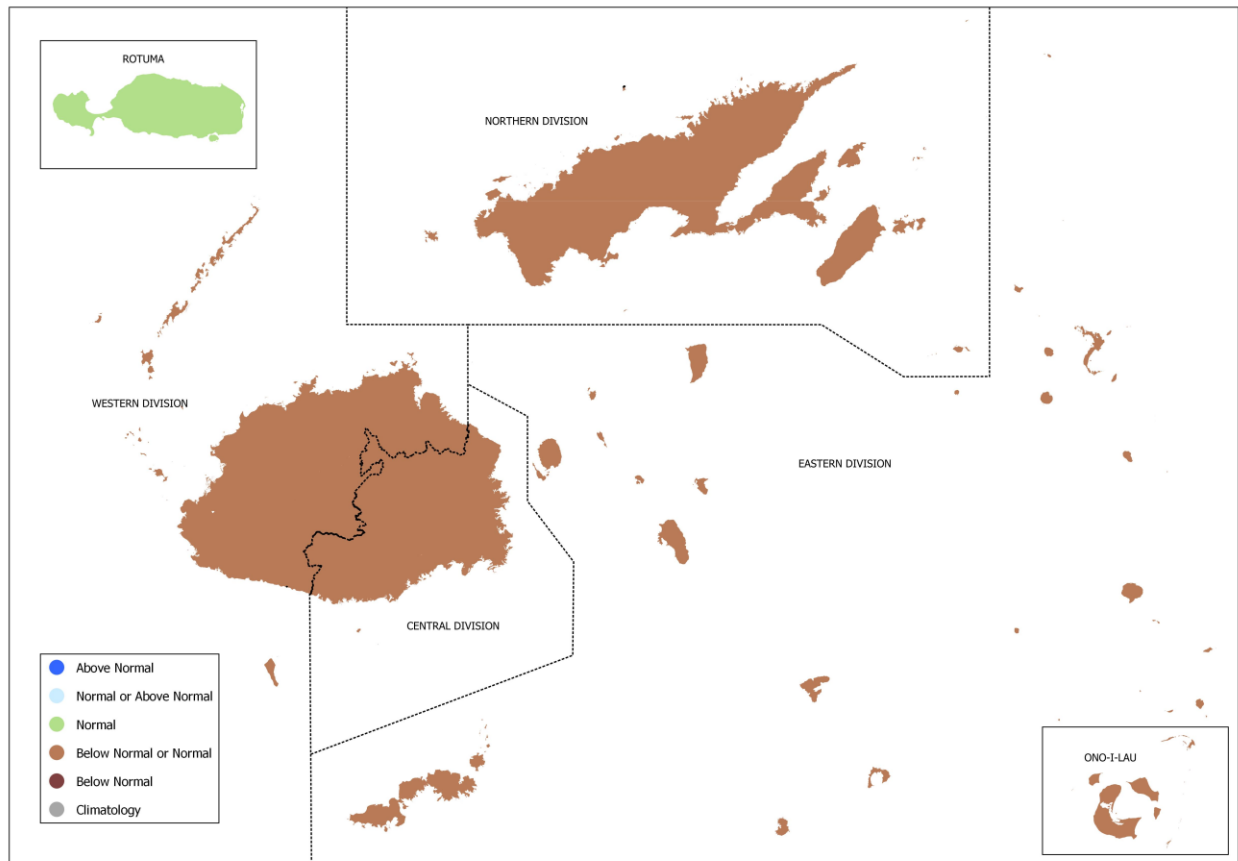 ROTUMA
NORTHERN DIVISION
WESTERN DIVISION
EASTERN DIVISION
CENTRAL DIVISION
Above Normal
Normal or Above Normal
Normal
Below Normal or Normal
Below Normal
Climatology
ONO-I-LAU